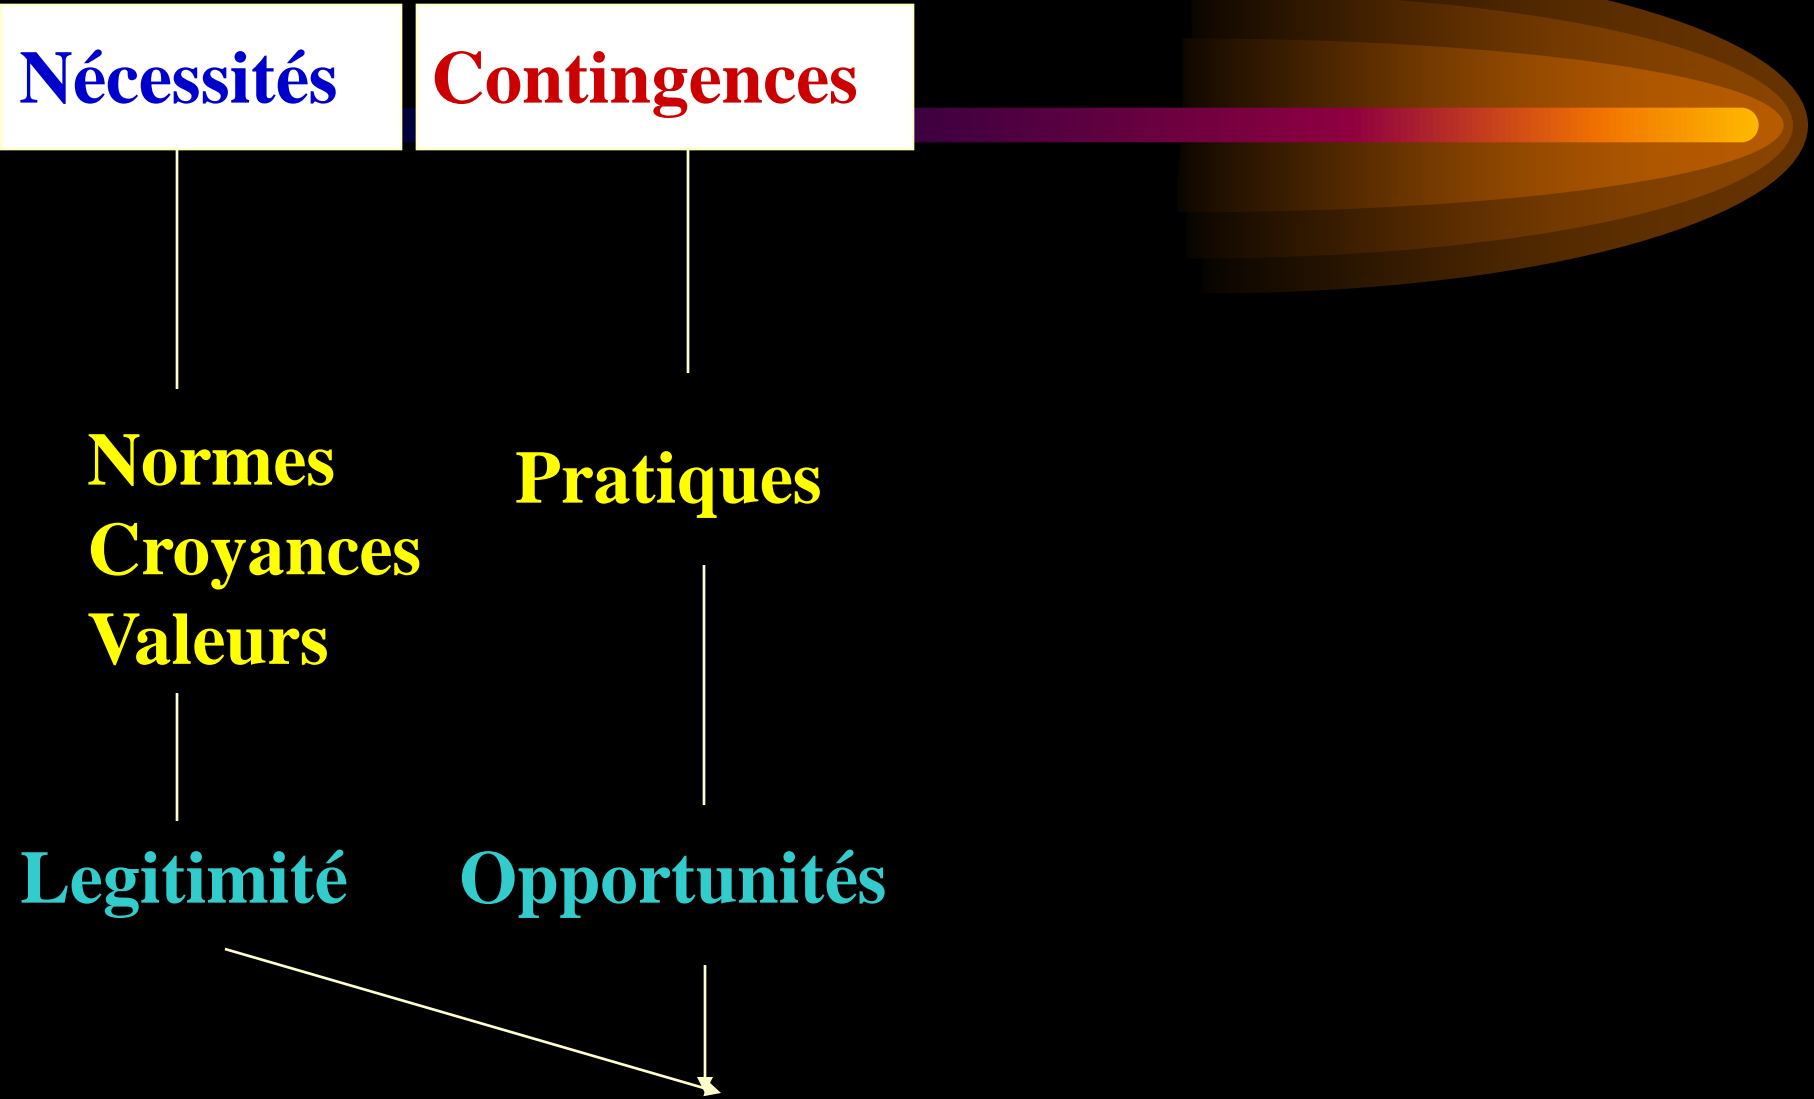 Nécessités
Contingences
Normes
Croyances
Valeurs
Pratiques
Legitimité
Opportunités